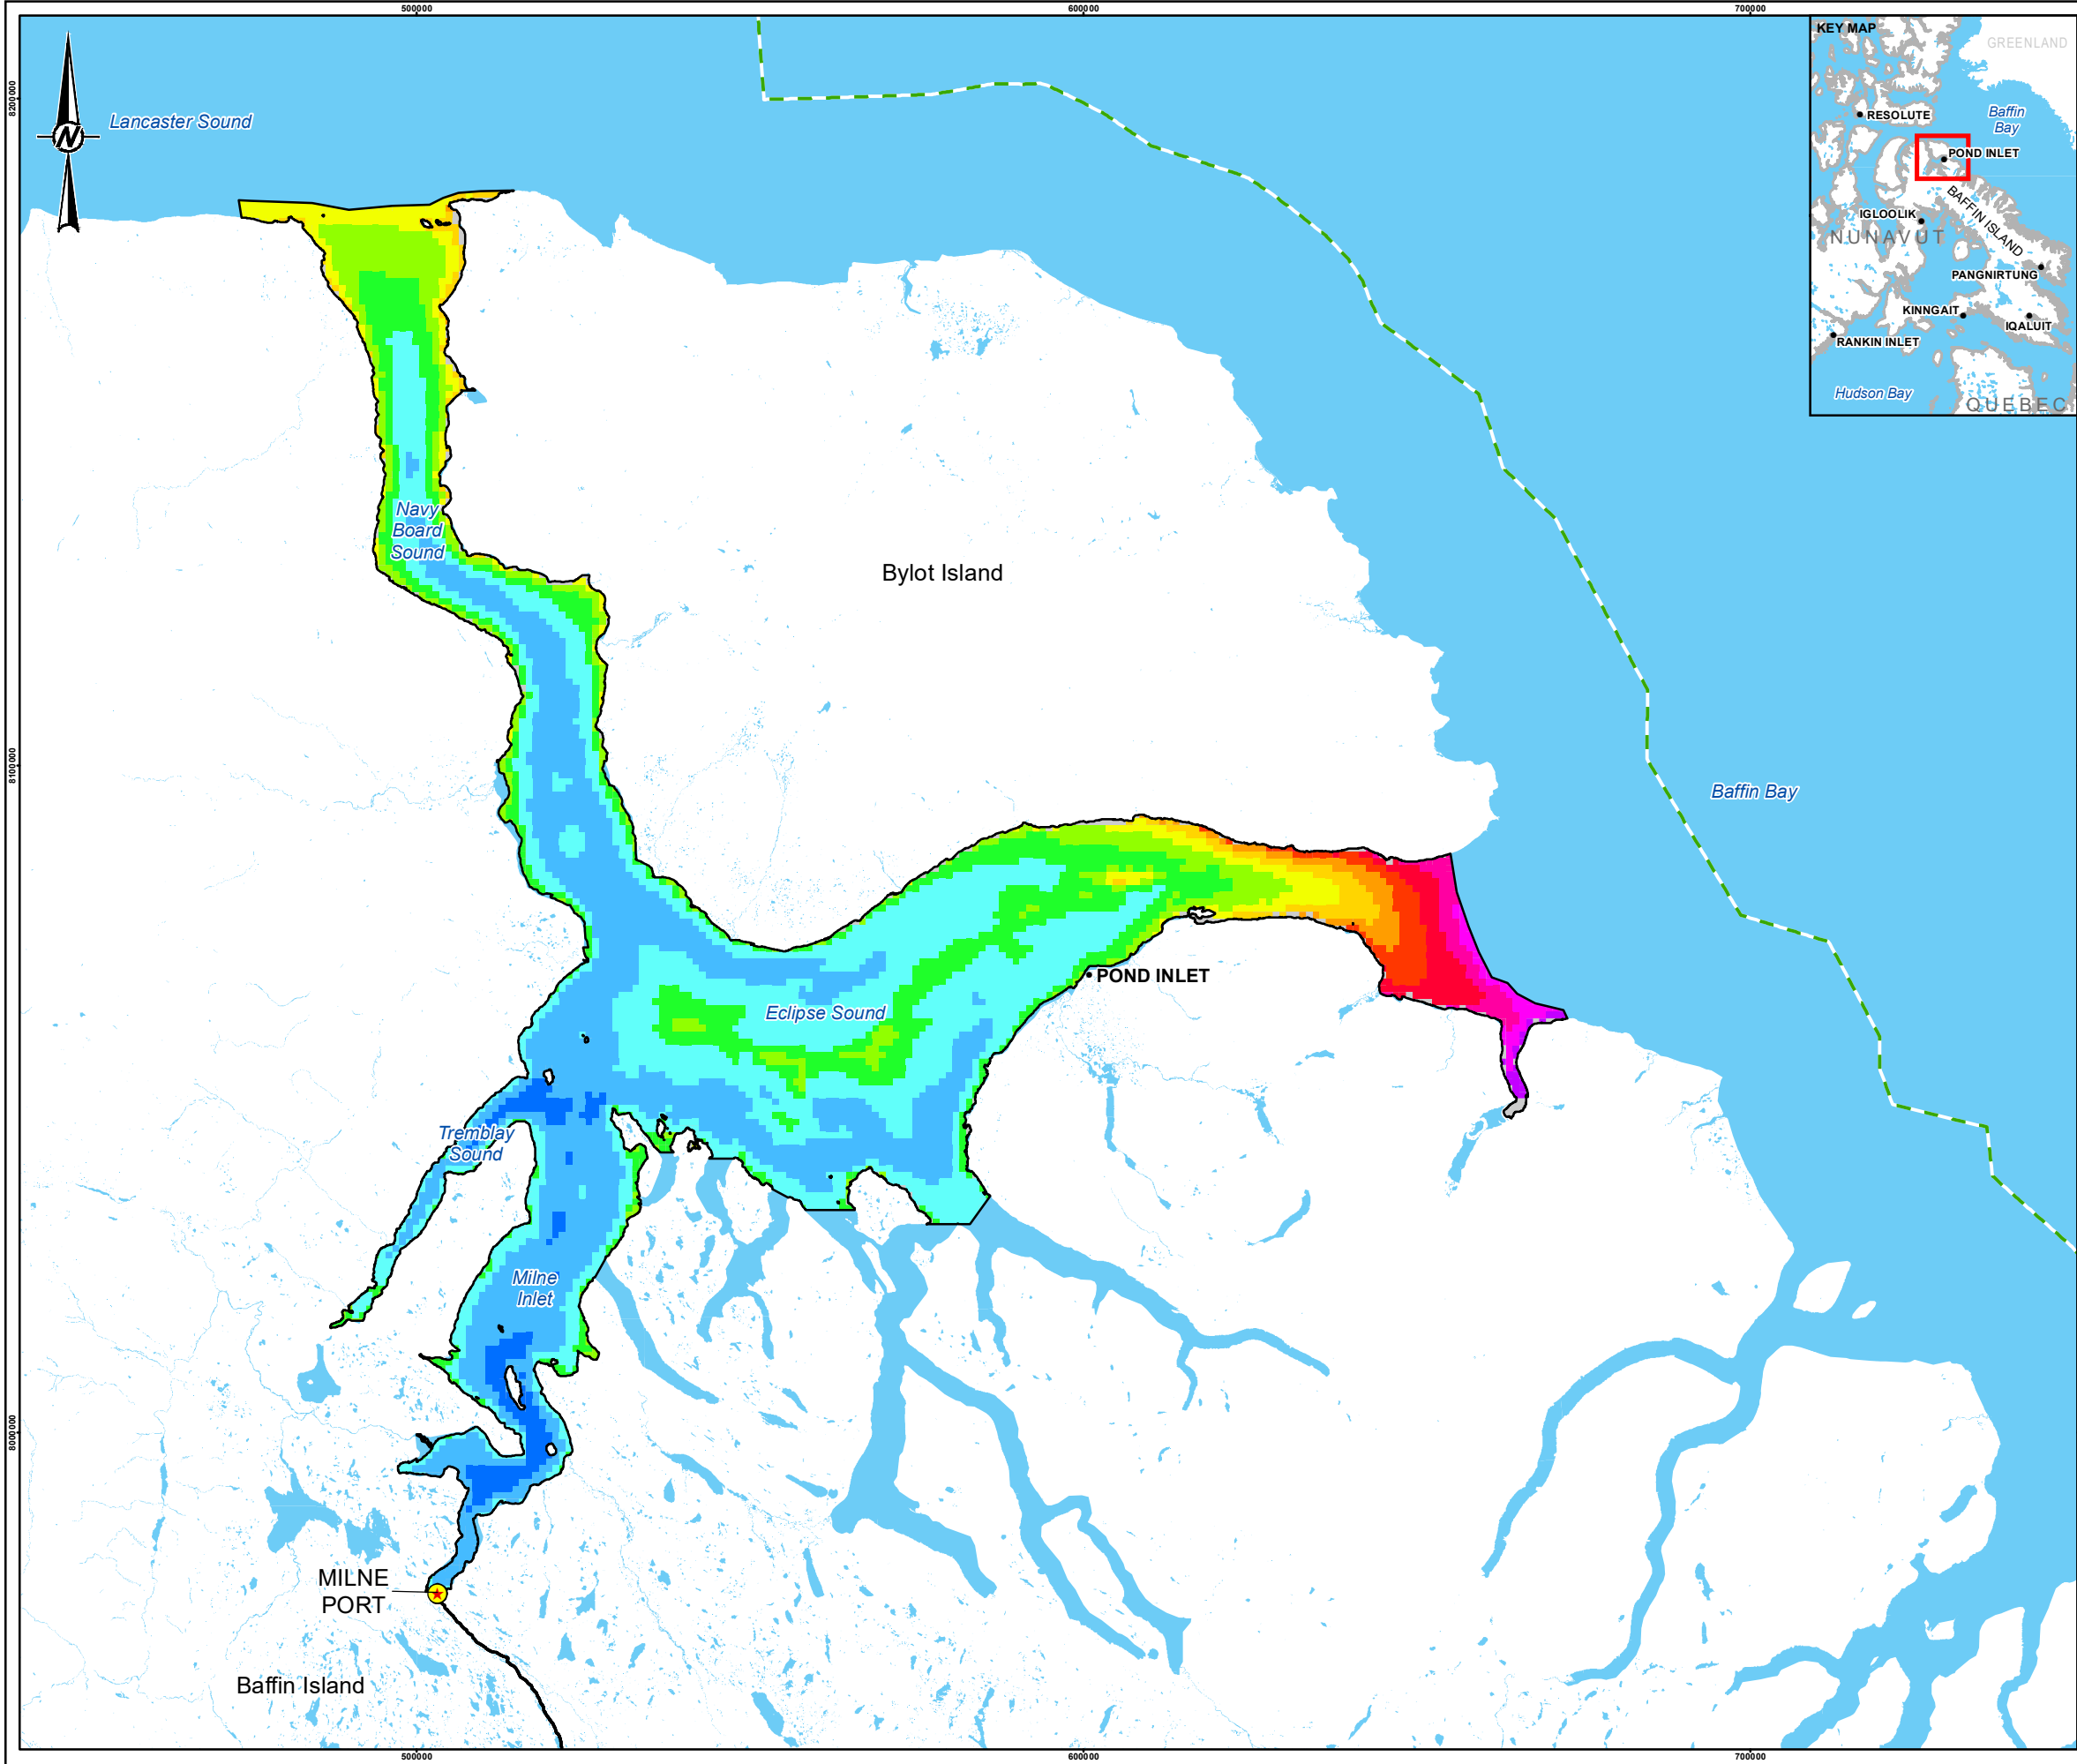 500000
600000
700000
KEY MAP
GREENLAND
8200000
Lancaster Sound
N
Baffin
Bay
RESOLUTE
POND INLET
BAFFIN ISLAND
IGLOOLIK
NUNAVUT
PANGNIRTUNG
KINNGAIT
IQALUIT
RANKIN INLET
Hudson Bay
QUEBEC
Navy
Board
Sound
Bylot Island
8100000
Baffin Bay
POND INLET
Eclipse Sound
Tremblay
Sound
Milne
Inlet
8000000
MILNE
PORT
Baffin Island
500000
600000
700000